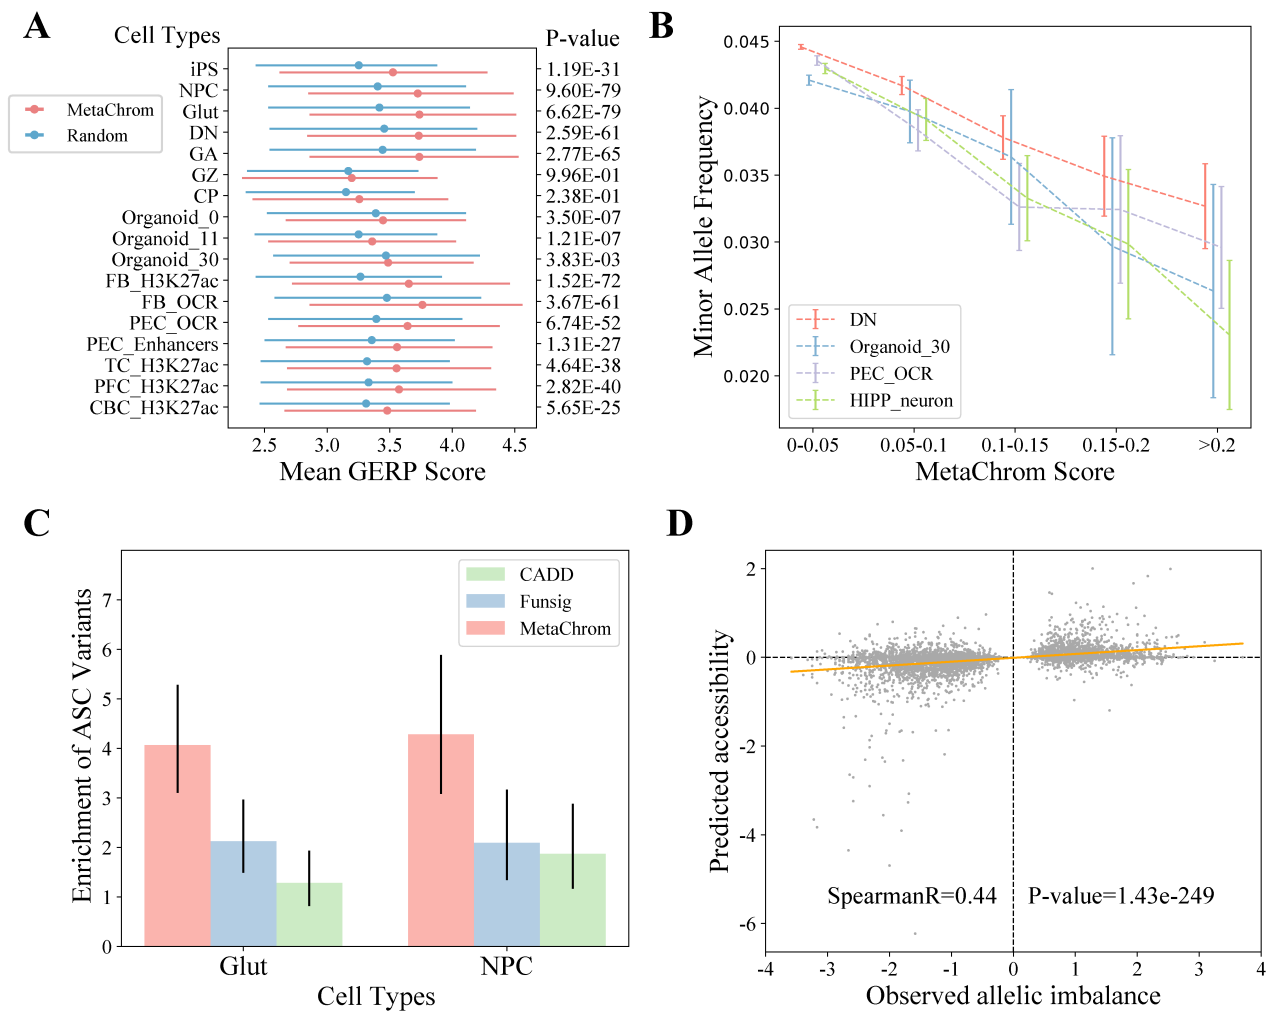 A
Cell Types
P-value
MetaChrom
Random
iPS 1.19E-31
NPC 9.60E-79
Glut 6.62E-79
DN 2.59E-61
GA 2.77E-65
GZ 9.96E-01
CP 2.38E-01
Organoid_0 3.50E-07
Organoid_11 1.21E-07
Organoid_30 3.83E-03
FB_H3K27ac 1.52E-72
FB_OCR 3.67E-61
PEC_OCR 6.74E-52
PEC_Enhancers 1.31E-27
TC_H3K27ac 4.64E-38
PFC_H3K27ac 2.82E-40
CBC_H3K27ac 5.65E-25
2.5 3.0 3.5 4.0 4.5
Mean GERP Score
B
Minor Allele Frequency
0.045
0.040
0.035
0.030
0.025
0.020
DN
Organoid_30
PEC_OCR
HIPP_neuron
0-0.05 0.05-0.1 0.1-0.15 0.15-0.2 >0.2
MetaChrom Score
C
Enrichment of ASC Variants
7
6
5
4
3
2
1
0
CADD
Funsig
MetaChrom
Glut NPC
Cell Types
D
Predicted accessibility
2
0
-2
-4
-6
SpearmanR=0.44 P-value=1.43e-249
-4 -3 -2 -1 0 1 2 3 4
Observed allelic imbalance